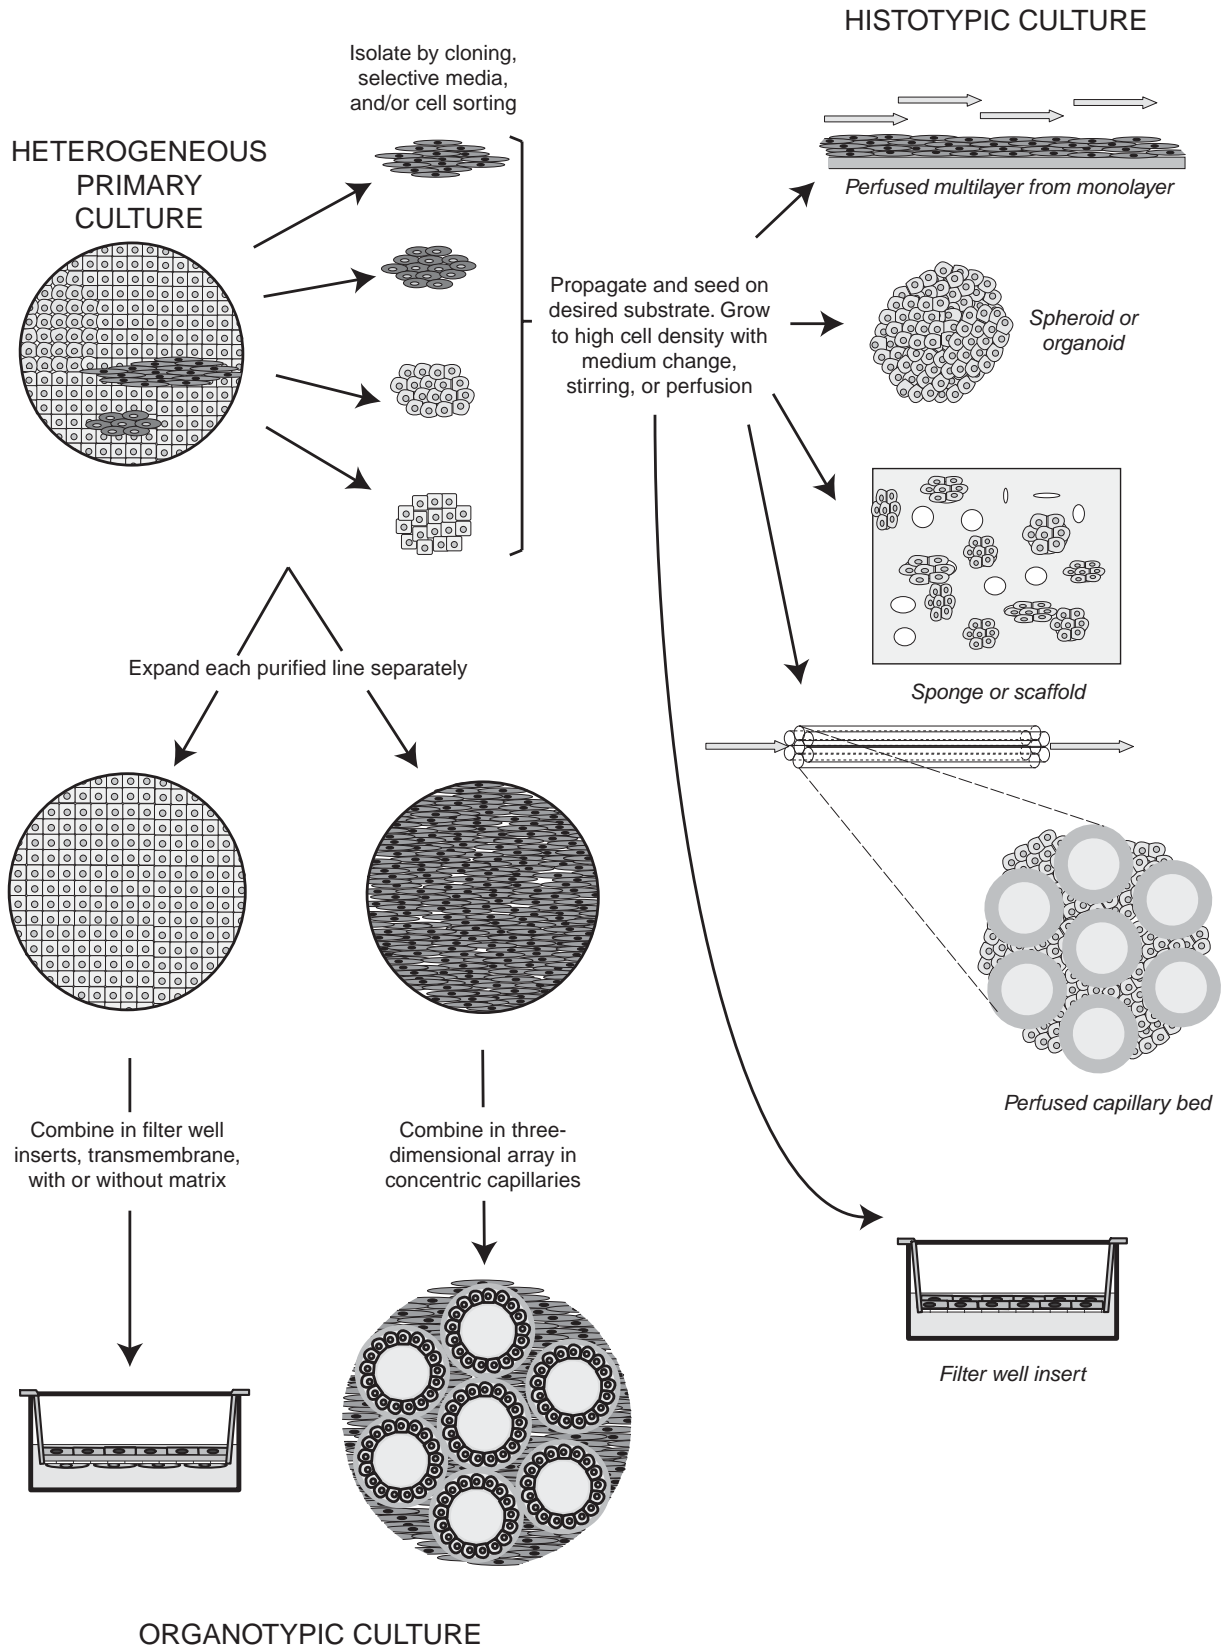 HISTOTYPIC CULTURE
Isolate by cloning,
selective media,
and/or cell sorting
HETEROGENEOUS
PRIMARY
CULTURE
Perfused multilayer from monolayer
Propagate and seed on
desired substrate. Grow
to high cell density with
medium change,
stirring, or perfusion
Spheroid or
organoid
Sponge or scaffold
Expand each purified line separately
Perfused capillary bed
Combine in filter well
inserts, transmembrane,
with or without matrix
Combine in three-
dimensional array in
concentric capillaries
Filter well insert
ORGANOTYPIC CULTURE